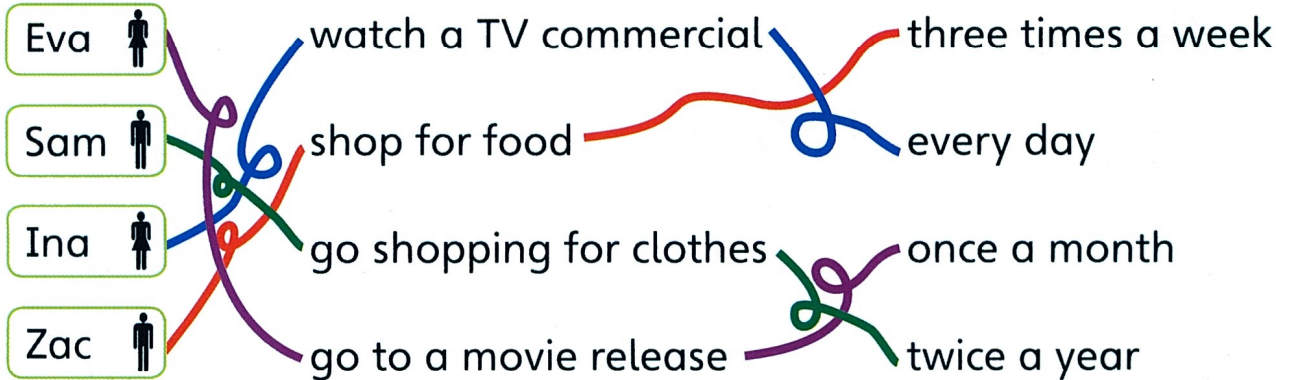 Eva watch a TV commercial three times a week
Sam shop for food every day
Ina go shopping for clothes once a month
Zac go to a movie release twice a year